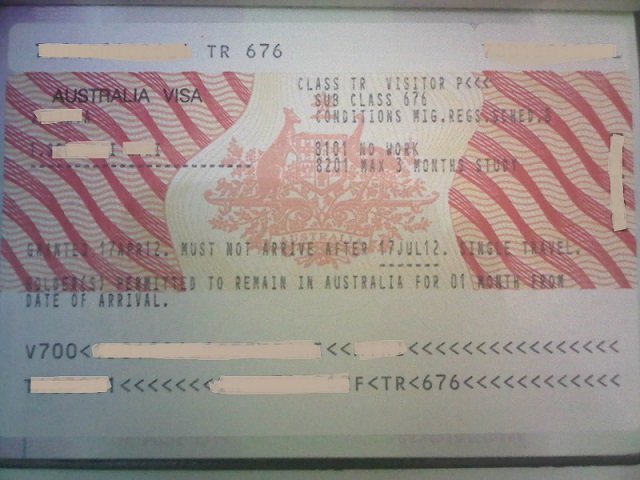 TR 676
AUSTRALIA VISA
CLASS TR VISITOR P<<<
SUB CLASS 676
CONDITIONS MIG.REGS.SCHED.8
8101 NO WORK
8201 MAX 3 MONTHS STUDY
GRANTED 17APR12. MUST NOT ARRIVE AFTER 17JUL12. SINGLE TRAVEL.
HOLDER(S) PERMITTED TO REMAIN IN AUSTRALIA FOR 01 MONTH FROM
DATE OF ARRIVAL.
AUSTRALIA
V700< << <<<<<<<<<<<<<<<<<<
<<<<<<< F<TR<676<<<<<<<<<<<<<<